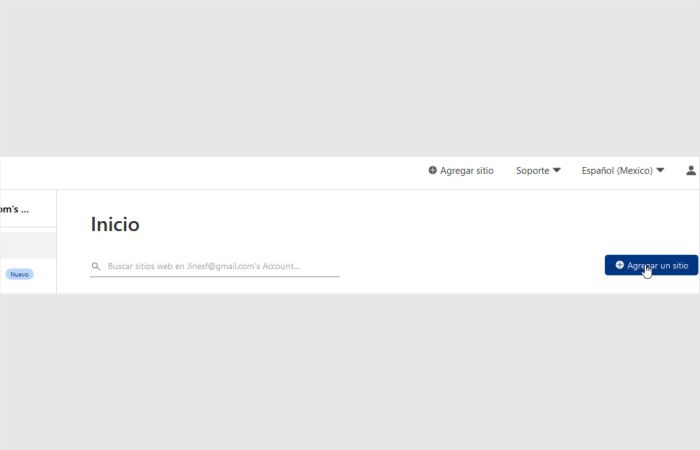 Agregar sitio Soporte Español (Mexico)
om's ...
Inicio
Buscar sitios web en Jinesf@gmail.com's Account...
Agregar un sitio
Nuevo